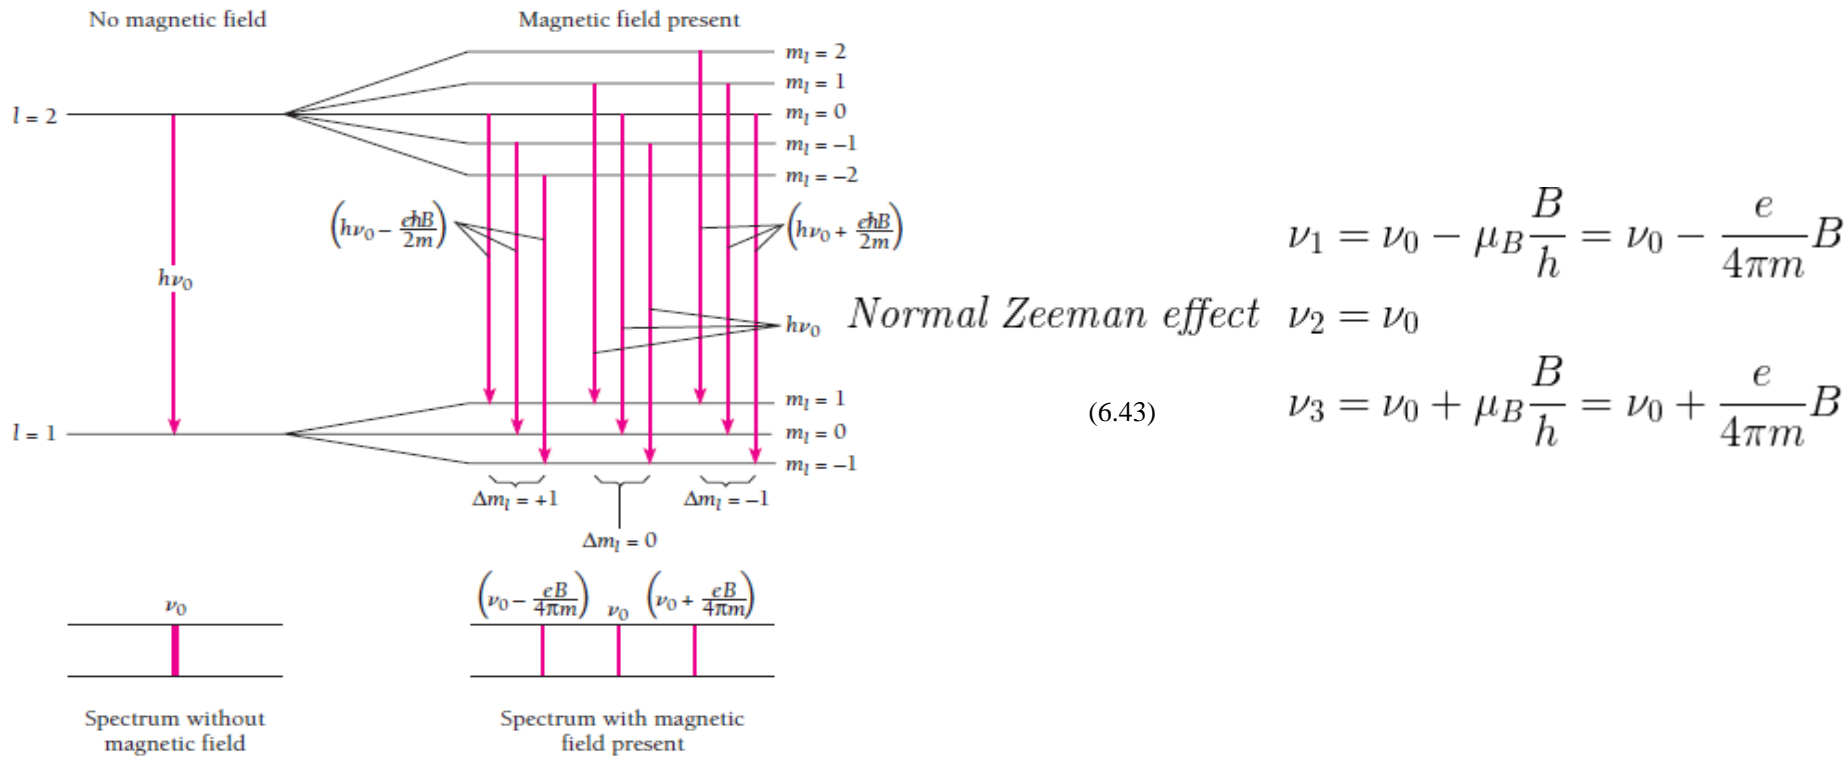 No magnetic field
Magnetic field present
l = 2
m_l = 2
m_l = 1
m_l = 0
m_l = –1
m_l = –2
(hν₀ – eħB/2m)
(hν₀ + eħB/2m)
hν₀
hν₀
l = 1
m_l = 1
m_l = 0
m_l = –1
Δm_l = +1
Δm_l = –1
Δm_l = 0
ν₀
(ν₀ – eB/4πm)
ν₀
(ν₀ + eB/4πm)
Spectrum without
magnetic field
Spectrum with magnetic
field present
Normal Zeeman effect
(6.43)
ν₁ = ν₀ − μ_B B/h = ν₀ − e/4πm B
ν₂ = ν₀
ν₃ = ν₀ + μ_B B/h = ν₀ + e/4πm B